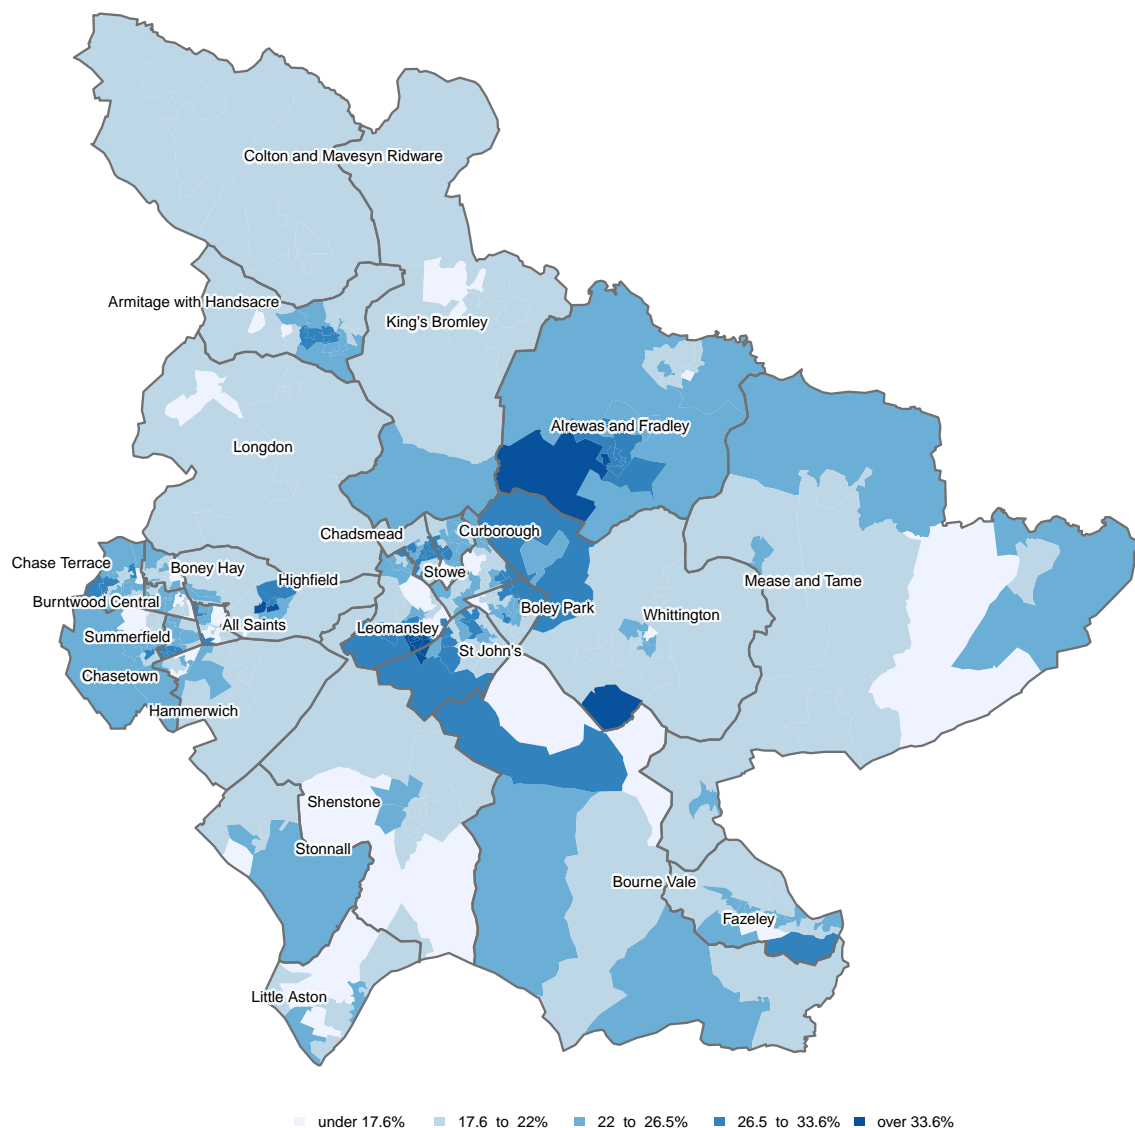 Colton and Mavesyn Ridware
Armitage with Handsacre
King's Bromley
Alrewas and Fradley
Longdon
Chadsmead
Curborough
Chase Terrace
Boney Hay
Stowe
Highfield
Mease and Tame
Burntwood Central
Boley Park
Whittington
All Saints
Leomansley
Summerfield
St John's
Chasetown
Hammerwich
Shenstone
Stonnall
Bourne Vale
Fazeley
Little Aston
under 17.6% 17.6 to 22% 22 to 26.5% 26.5 to 33.6% over 33.6%